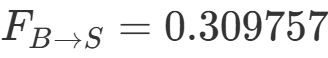 F_{B→S} = 0.309757